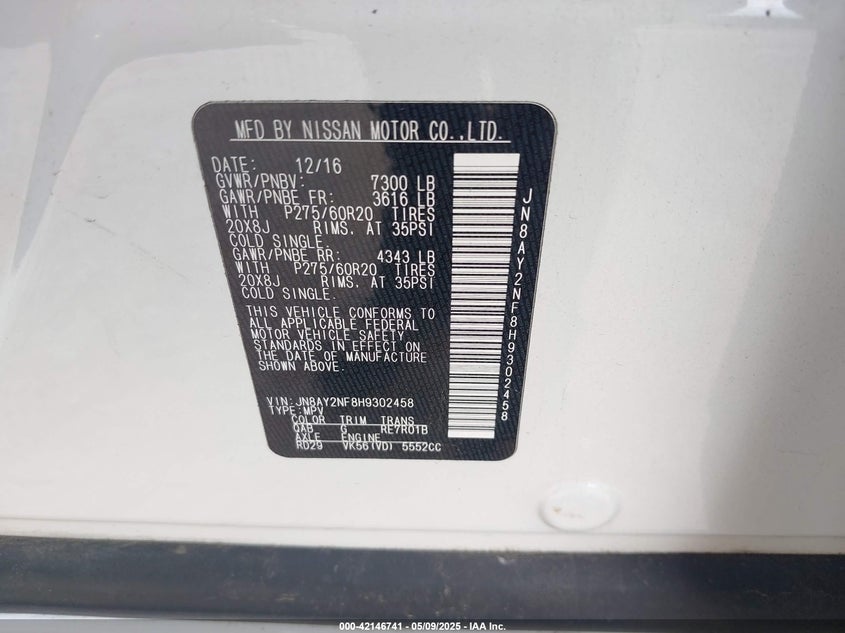 MFD BY NISSAN MOTOR CO.,LTD.
DATE: 12/16
GVWR/PNBV: 7300 LB
GAWR/PNBE FR: 3616 LB
WITH P275/60R20 TIRES
20X8J RIMS. AT 35PSI
COLD SINGLE.
GAWR/PNBE RR: 4343 LB
WITH P275/60R20 TIRES
20X8J RIMS. AT 35PSI
COLD SINGLE.
THIS VEHICLE CONFORMS TO
ALL APPLICABLE FEDERAL
MOTOR VEHICLE SAFETY
STANDARDS IN EFFECT ON
THE DATE OF MANUFACTURE
SHOWN ABOVE.
VIN: JN8AY2NF8H9302458
TYPE: MPV
COLOR TRIM TRANS
QAB G RE7R01B
AXLE ENGINE
RD29 VK56(VD) 5552CC
JN8AY2NF8H9302458
000-42146741 | 05/09/2025 - IAA Inc.